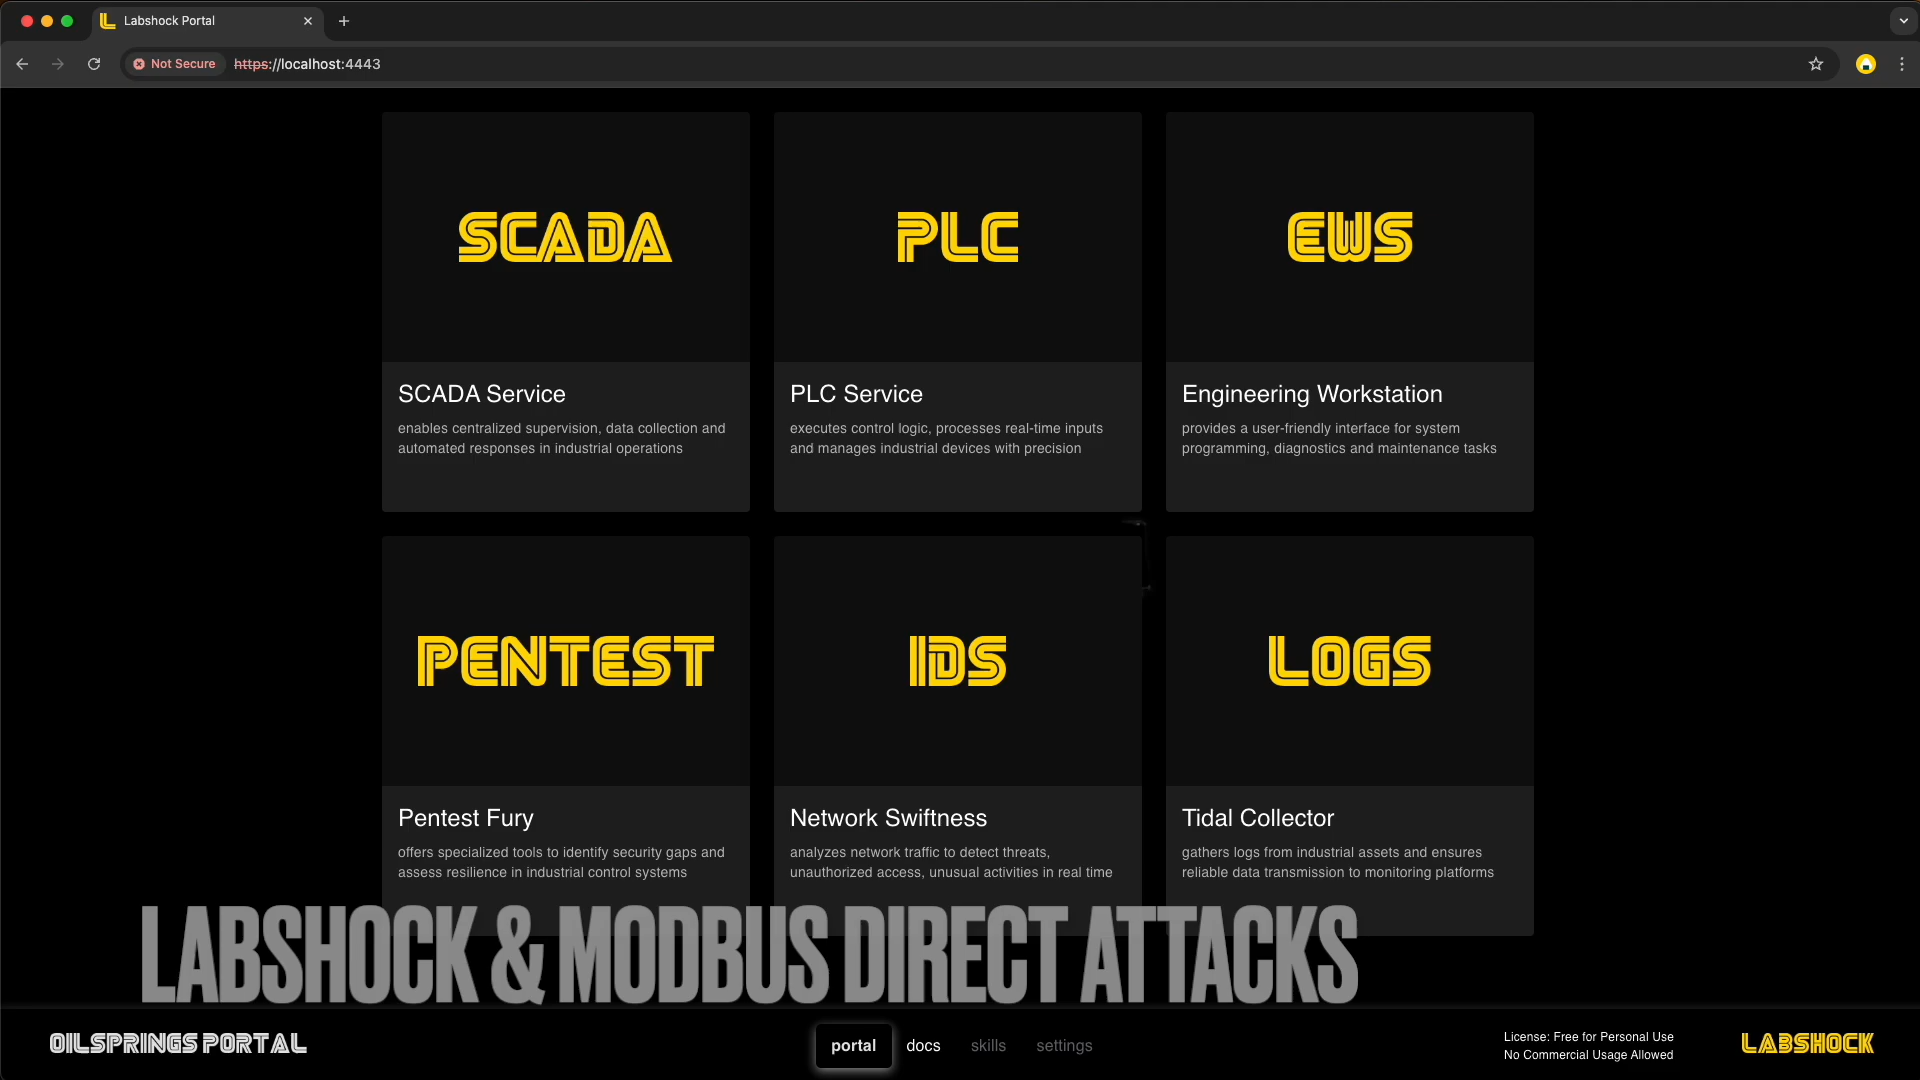 Labshock Portal
Not Secure https://localhost:4443
SCADA
PLC
EWS
SCADA Service
enables centralized supervision, data collection and
automated responses in industrial operations
PLC Service
executes control logic, processes real-time inputs
and manages industrial devices with precision
Engineering Workstation
provides a user-friendly interface for system
programming, diagnostics and maintenance tasks
PENTEST
IDS
LOGS
Pentest Fury
offers specialized tools to identify security gaps and
assess resilience in industrial control systems
Network Swiftness
analyzes network traffic to detect threats,
unauthorized access, unusual activities in real time
Tidal Collector
gathers logs from industrial assets and ensures
reliable data transmission to monitoring platforms
LABSHOCK & MODBUS DIRECT ATTACKS
OILSPRINGS PORTAL
portal docs skills settings
License: Free for Personal Use
No Commercial Usage Allowed
LABSHOCK